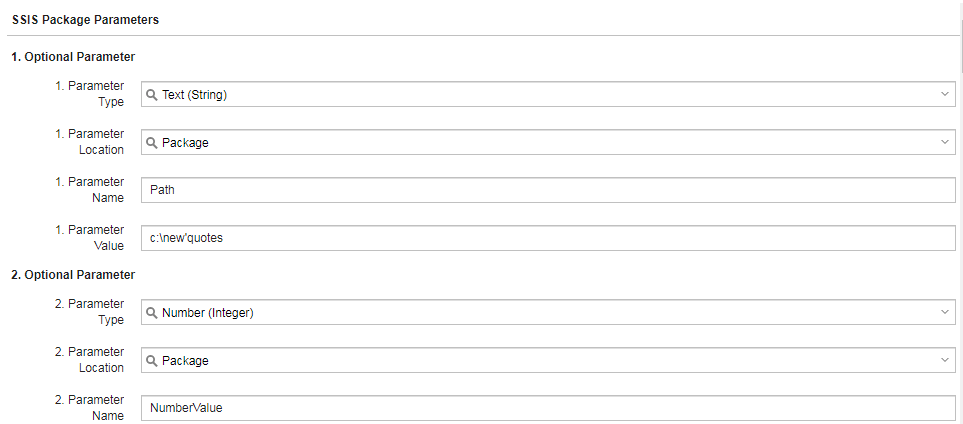 SSIS Package Parameters
1. Optional Parameter
1. Parameter
Type
Text (String)
1. Parameter
Location
Package
1. Parameter
Name
Path
1. Parameter
Value
c:\new'quotes
2. Optional Parameter
2. Parameter
Type
Number (Integer)
2. Parameter
Location
Package
2. Parameter
Name
NumberValue